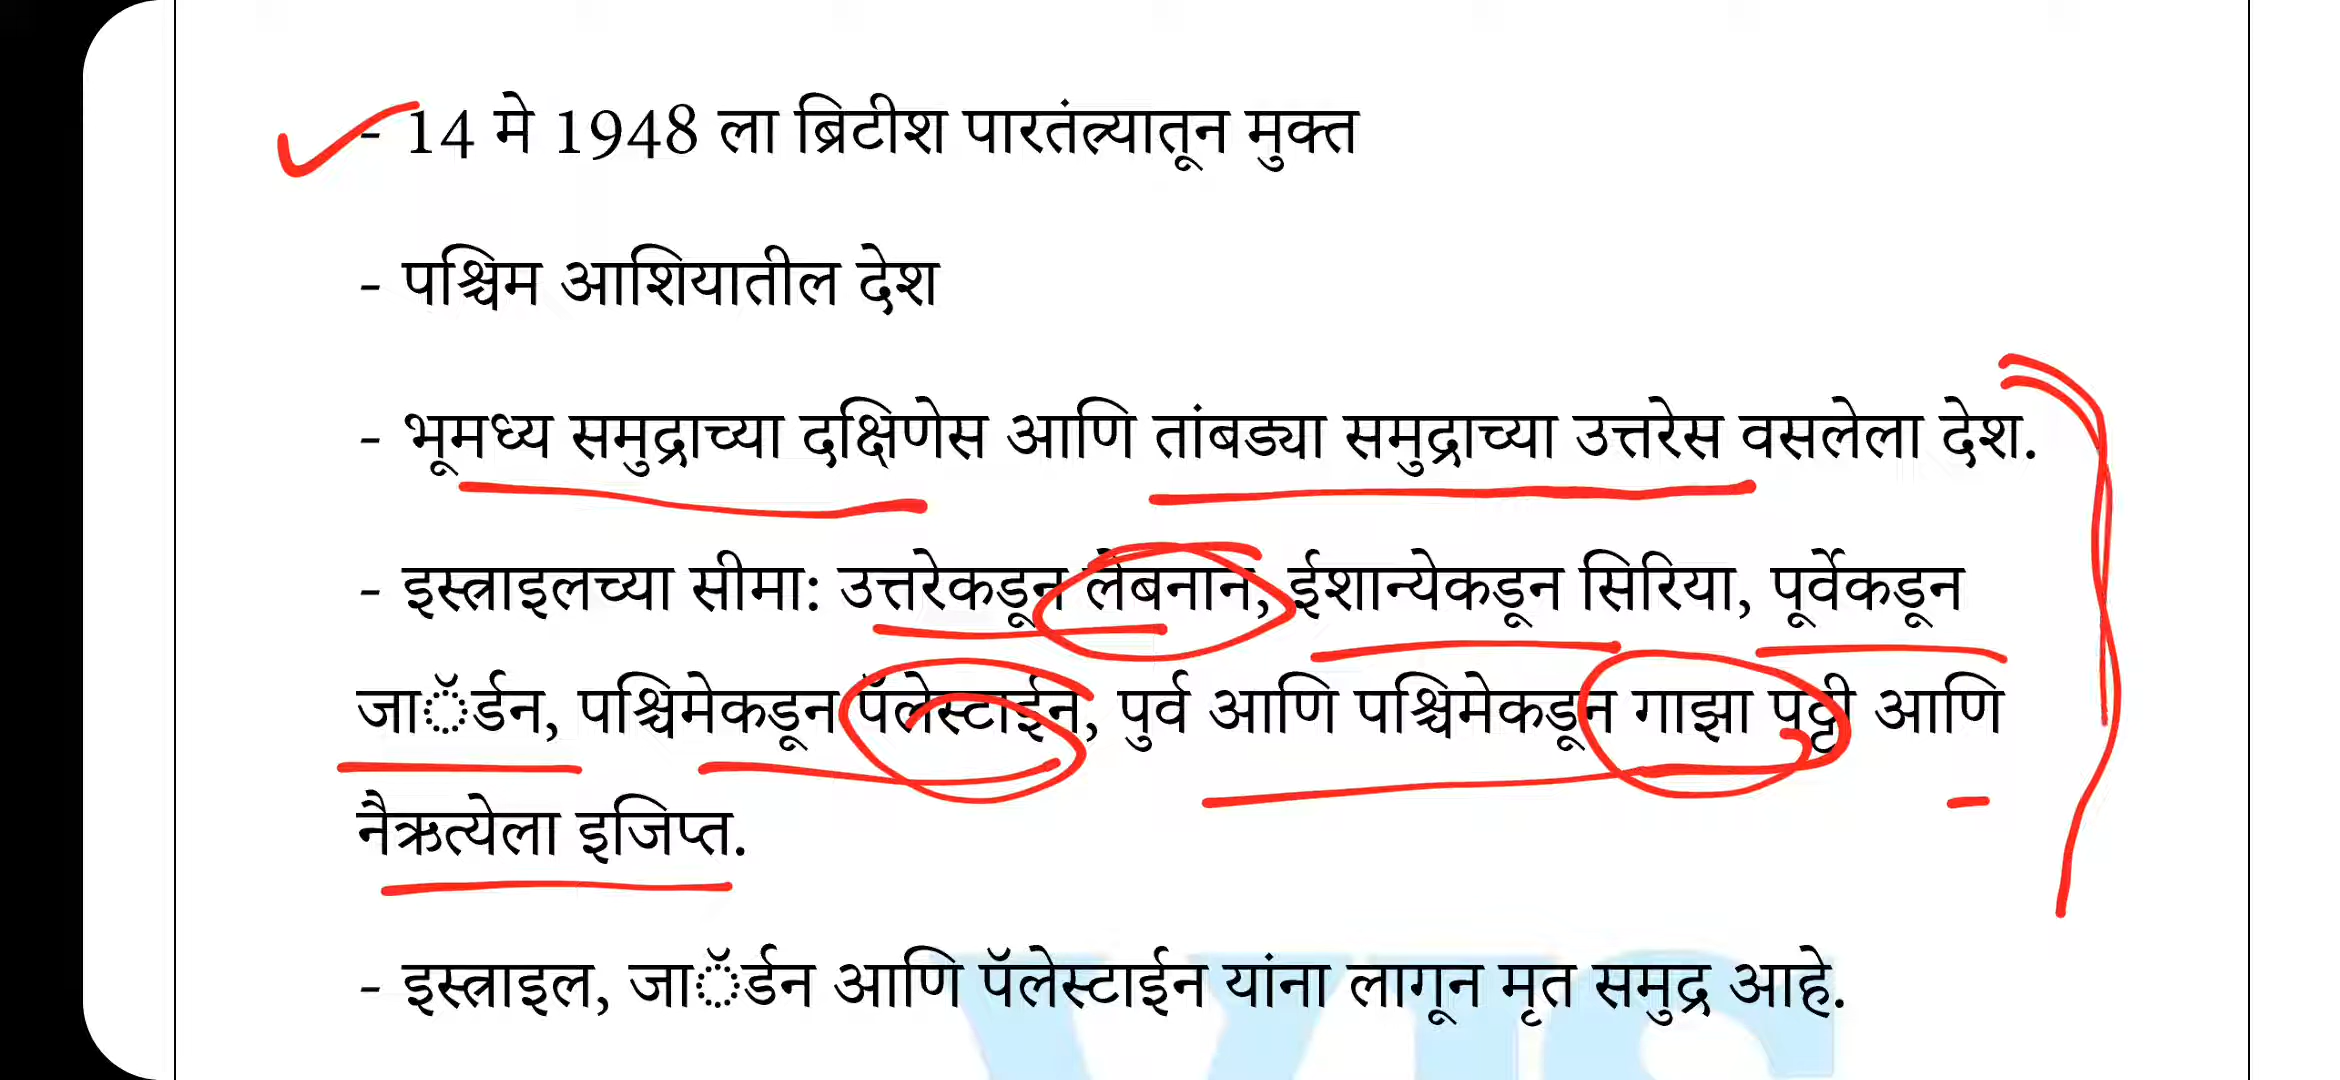 - 14 मे 1948 ला ब्रिटीश पारतंत्र्यातून मुक्त
- पश्चिम आशियातील देश
- भूमध्य समुद्राच्या दक्षिणेस आणि तांबड्या समुद्राच्या उत्तरेस वसलेला देश.
- इस्त्राइलच्या सीमा: उत्तरेकडून लेबनान, ईशान्येकडून सिरिया, पूर्वेकडून
जाॅर्डन, पश्चिमेकडून पॅलेस्टाईन, पुर्व आणि पश्चिमेकडून गाझा पट्टी आणि
नैऋत्येला इजिप्त.
- इस्त्राइल, जाॅर्डन आणि पॅलेस्टाईन यांना लागून मृत समुद्र आहे.